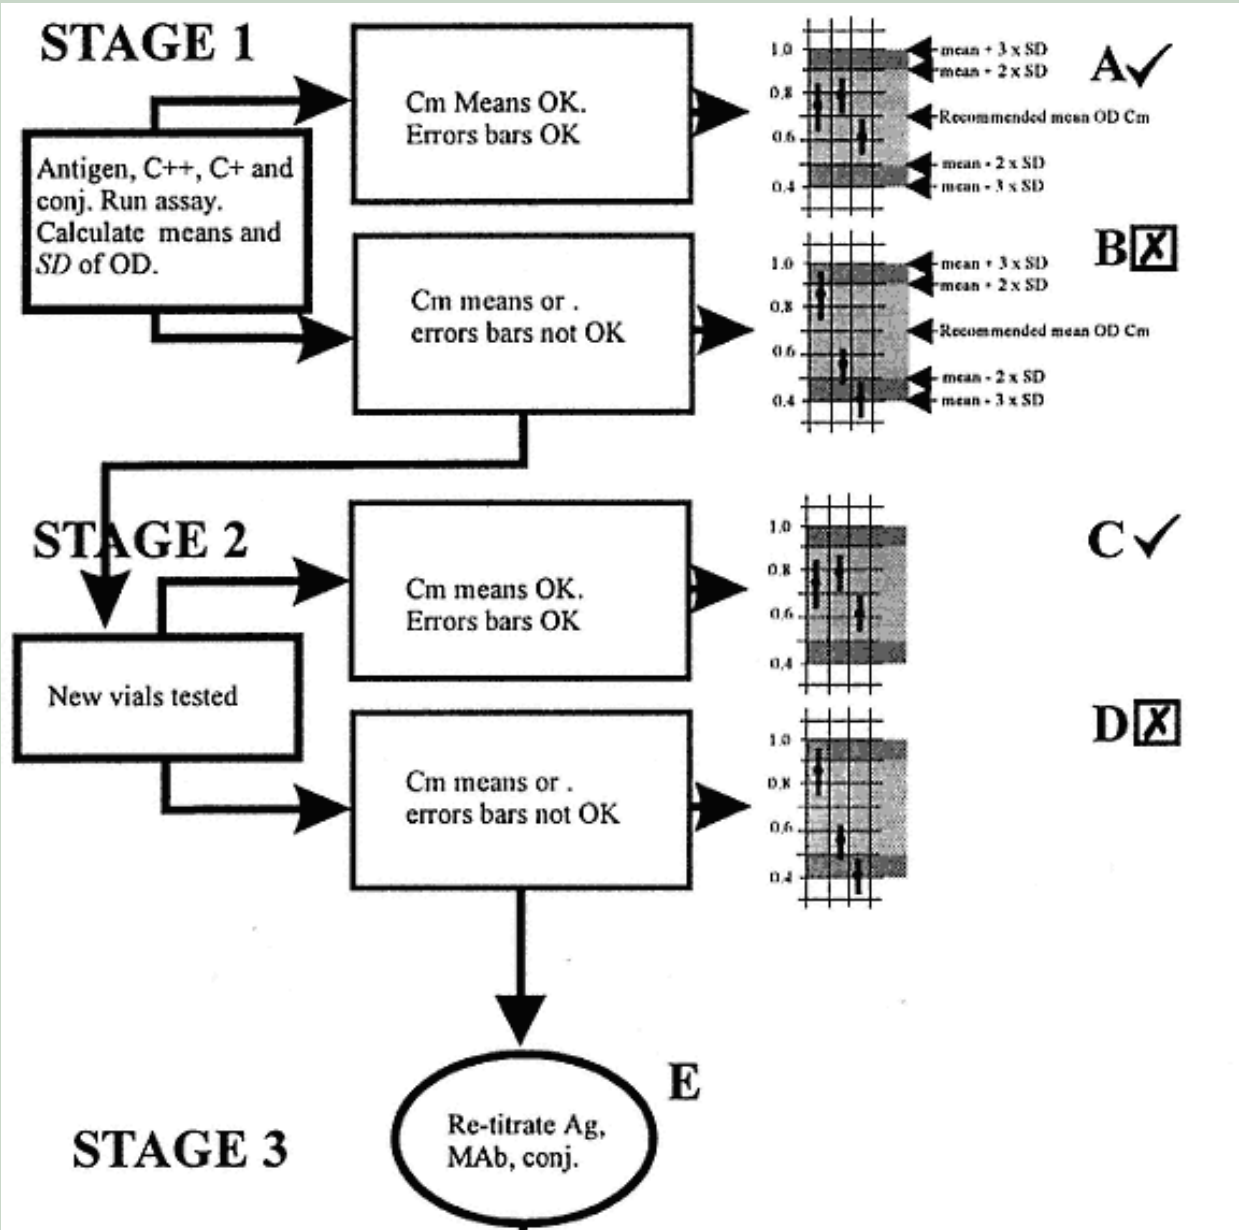 STAGE 1
Antigen, C++, C+ and
conj. Run assay.
Calculate means and
SD of OD.
Cm Means OK.
Errors bars OK
1.0
0.8
0.6
0.4
mean + 3 x SD
mean + 2 x SD
Recommended mean OD Cm
mean - 2 x SD
mean - 3 x SD
A✓
Cm means or .
errors bars not OK
1.0
0.8
0.6
0.4
mean + 3 x SD
mean + 2 x SD
Recommended mean OD Cm
mean - 2 x SD
mean - 3 x SD
B ✗
STAGE 2
New vials tested
Cm means OK.
Errors bars OK
1.0
0.8
0.6
0.4
C ✓
Cm means or .
errors bars not OK
1.0
0.8
0.6
0.4
D ✗
STAGE 3
Re-titrate Ag,
MAb, conj.
E